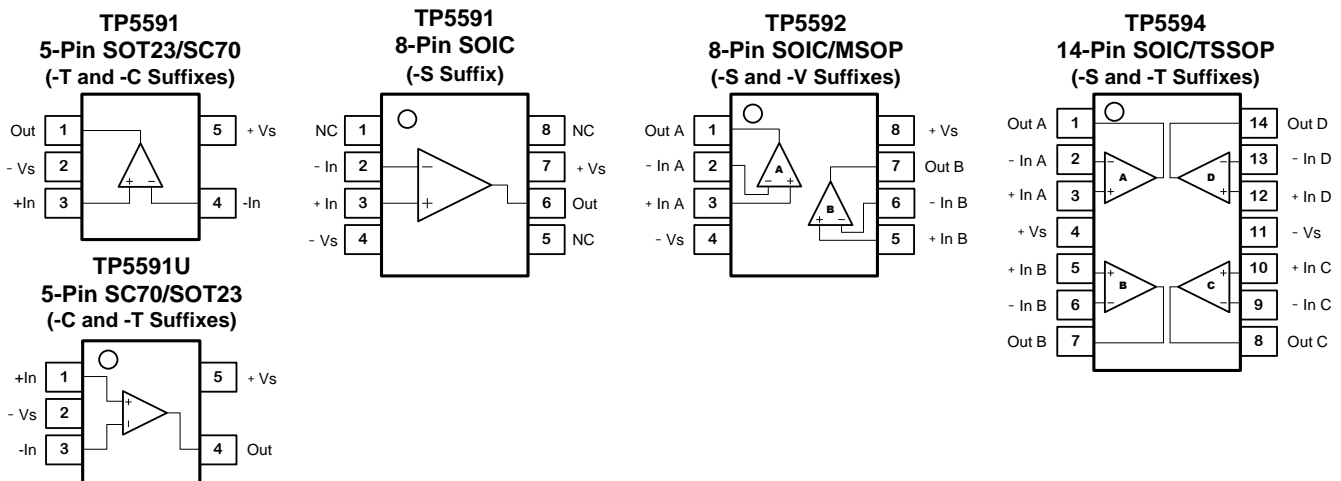 TP5591
5-Pin SOT23/SC70
(-T and -C Suffixes)
Out 1 5 + Vs
- Vs 2
+In 3 4 -In
+ -
TP5591U
5-Pin SC70/SOT23
(-C and -T Suffixes)
+In 1 5 + Vs
- Vs 2
-In 3 4 Out
+
-
TP5591
8-Pin SOIC
(-S Suffix)
NC 1 8 NC
- In 2 7 + Vs
+ In 3 6 Out
- Vs 4 5 NC
-
+
TP5592
8-Pin SOIC/MSOP
(-S and -V Suffixes)
Out A 1 8 + Vs
- In A 2 7 Out B
+ In A 3 6 - In B
- Vs 4 5 + In B
A
- +
B
+ -
TP5594
14-Pin SOIC/TSSOP
(-S and -T Suffixes)
Out A 1 14 Out D
- In A 2 - A D - 13 - In D
+ In A 3 + + 12 + In D
+ Vs 4 11 - Vs
+ In B 5 + B C + 10 + In C
- In B 6 - - 9 - In C
Out B 7 8 Out C